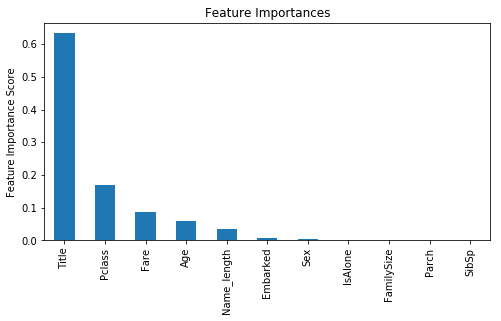 Feature Importances
Feature Importance Score
0.6
0.5
0.4
0.3
0.2
0.1
0.0
Title
Pclass
Fare
Age
Name_length
Embarked
Sex
IsAlone
FamilySize
Parch
SibSp